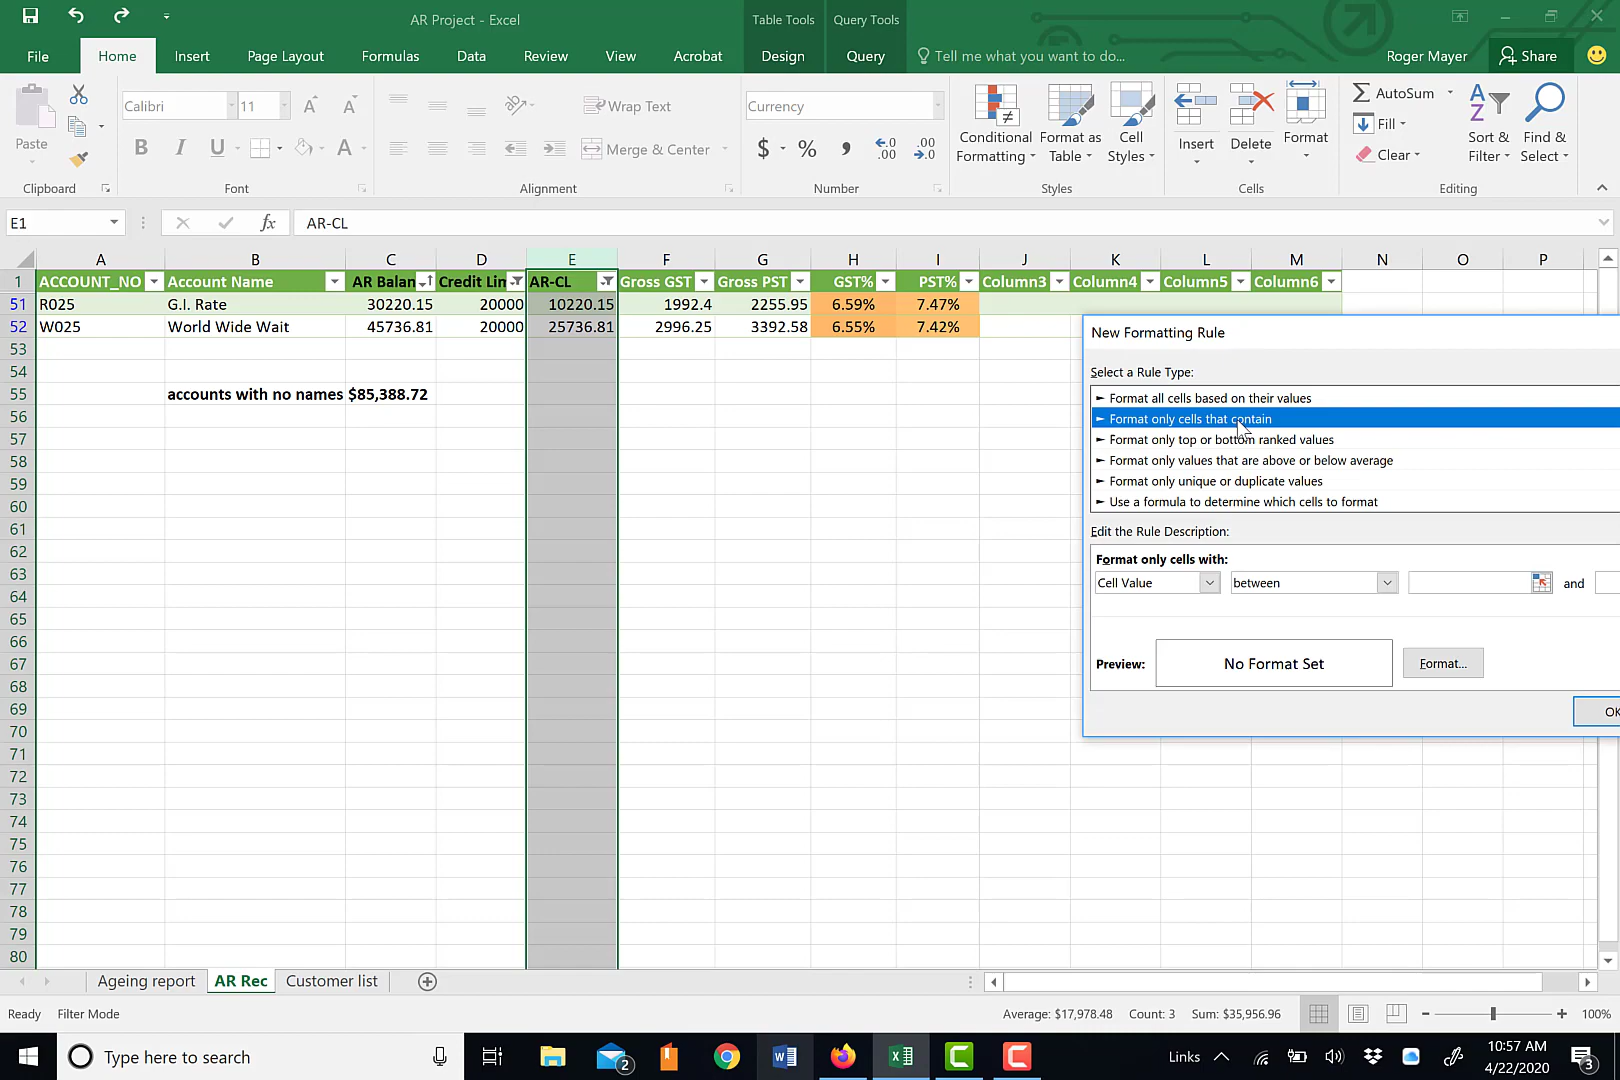 AR Project - Excel
Table Tools
Query Tools
File
Home
Insert
Page Layout
Formulas
Data
Review
View
Acrobat
Design
Query
Tell me what you want to do...
Roger Mayer
Share
Paste
Clipboard
Calibri
11
B I U
Font
Wrap Text
Merge & Center
Alignment
Currency
$ % ,
Number
Conditional Formatting
Format as Table
Cell Styles
Styles
Insert
Delete
Format
Cells
AutoSum
Fill
Clear
Sort & Filter
Find & Select
Editing
E1
fx
AR-CL
A B C D E F G H I J K L M N O P
1 ACCOUNT_NO Account Name AR Balan Credit Lin AR-CL Gross GST Gross PST GST% PST% Column3 Column4 Column5 Column6
51 R025 G.I. Rate 30220.15 20000 10220.15 1992.4 2255.95 6.59% 7.47%
52 W025 World Wide Wait 45736.81 20000 25736.81 2996.25 3392.58 6.55% 7.42%
53
54
55 accounts with no names $85,388.72
56
57
58
59
60
61
62
63
64
65
66
67
68
69
70
71
72
73
74
75
76
77
78
79
80
New Formatting Rule
Select a Rule Type:
► Format all cells based on their values
► Format only cells that contain
► Format only top or bottom ranked values
► Format only values that are above or below average
► Format only unique or duplicate values
► Use a formula to determine which cells to format
Edit the Rule Description:
Format only cells with:
Cell Value
between
and
Preview:
No Format Set
Format...
OK
Ageing report
AR Rec
Customer list
Ready
Filter Mode
Average: $17,978.48
Count: 3
Sum: $35,956.96
100%
Type here to search
2
Links
10:57 AM
4/22/2020
3